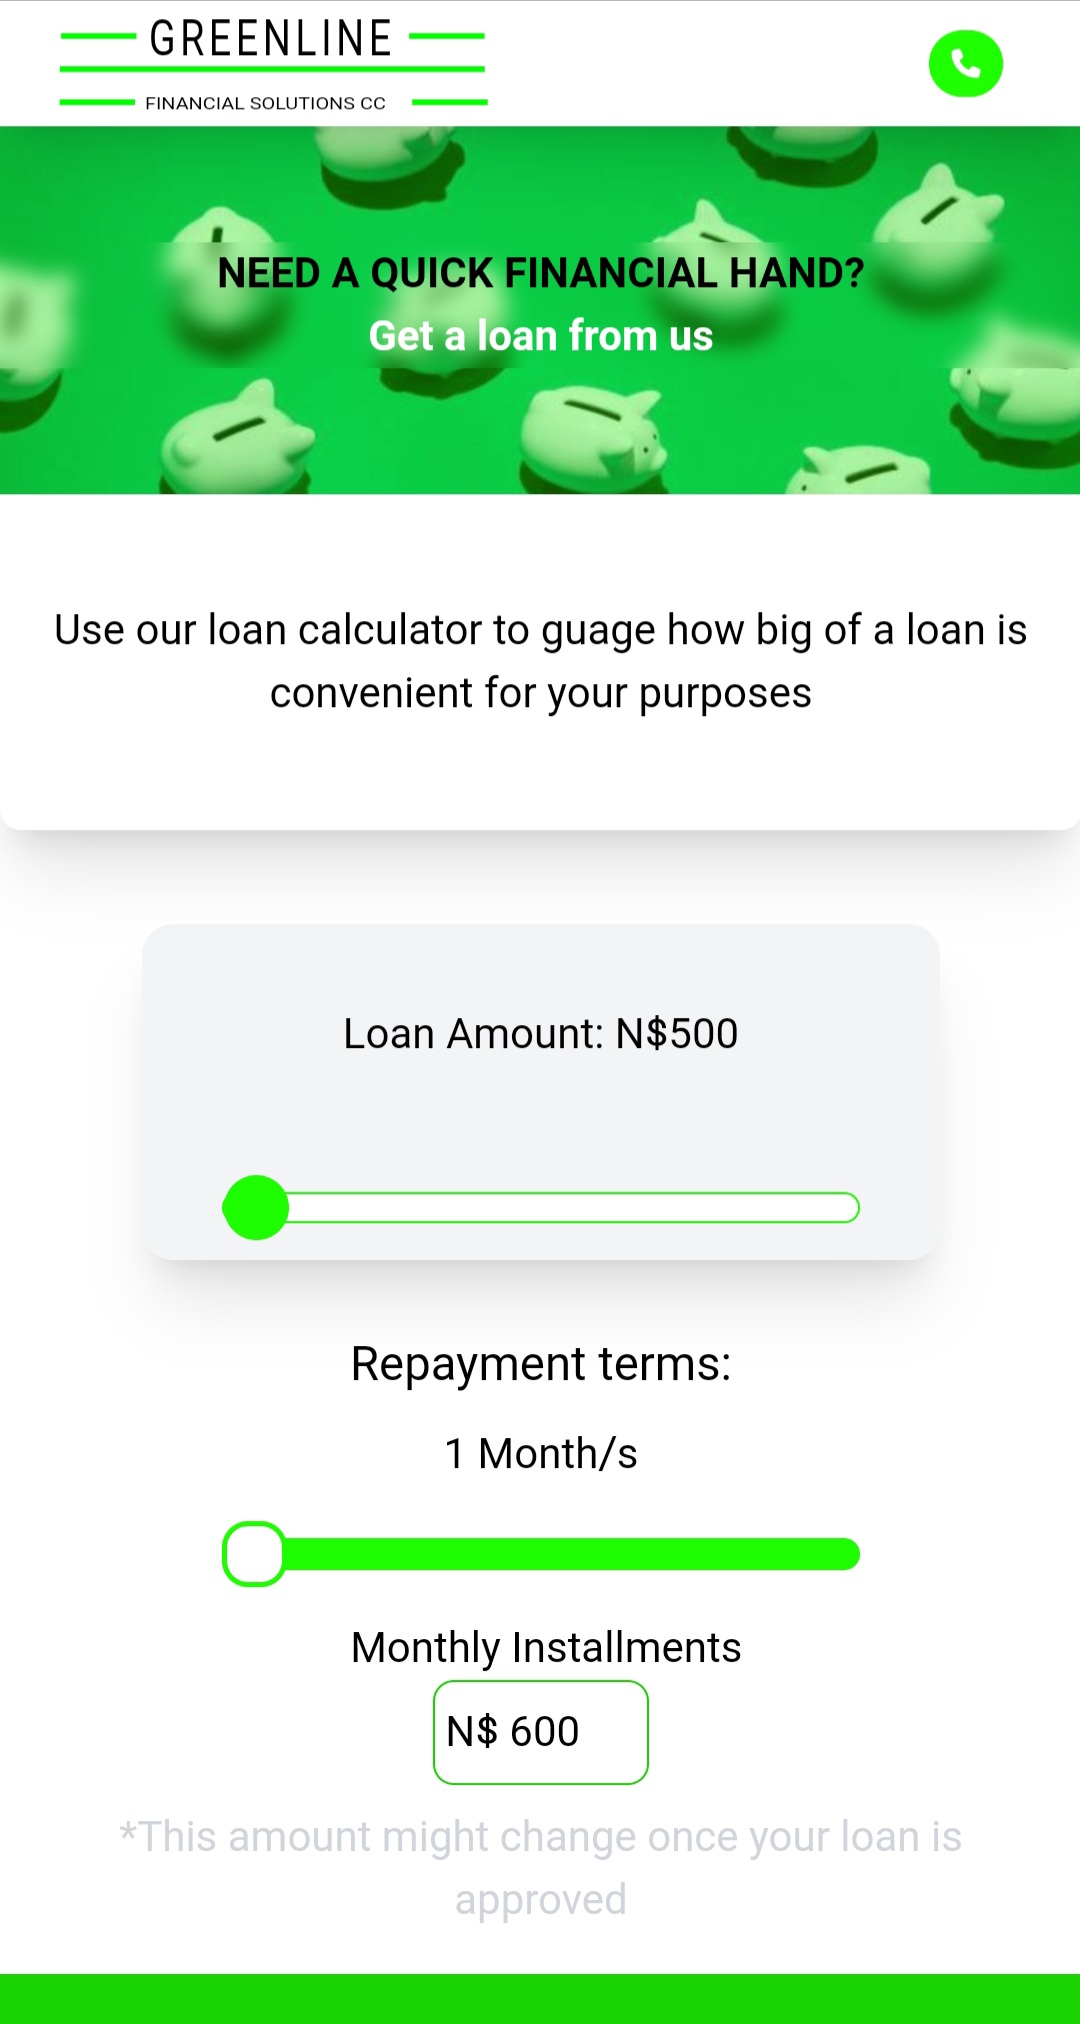 GREENLINE
FINANCIAL SOLUTIONS CC
NEED A QUICK FINANCIAL HAND?
Get a loan from us
Use our loan calculator to guage how big of a loan is
convenient for your purposes
Loan Amount: N$500
Repayment terms:
1 Month/s
Monthly Installments
N$ 600
*This amount might change once your loan is
approved